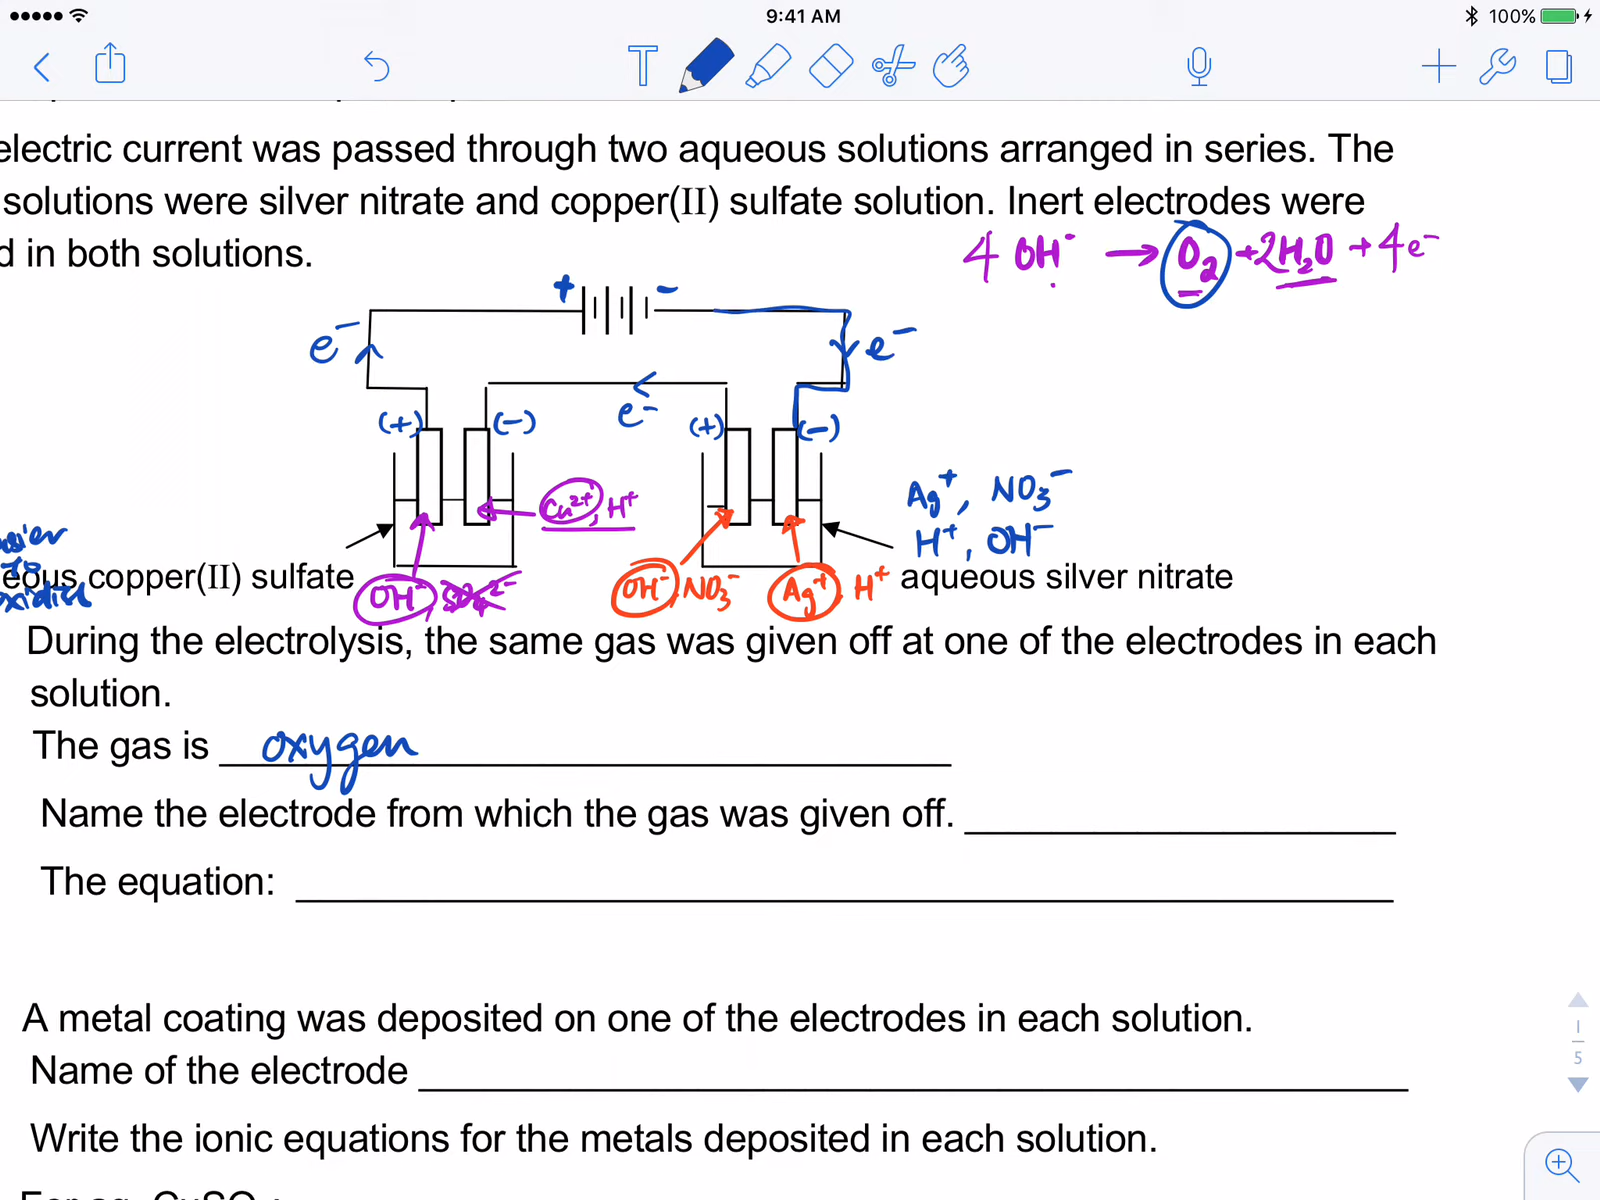 9:41 AM
100%
T
electric current was passed through two aqueous solutions arranged in series. The
solutions were silver nitrate and copper(II) sulfate solution. Inert electrodes were
d in both solutions.
4 OH⁻ → O₂ + 2H₂O + 4e⁻
+ -
e⁻ e⁻
e-
(+) (-) (+) (-)
Cu²⁺, H⁺
Ag⁺, NO₃⁻
H⁺, OH⁻
eous copper(II) sulfate
OH⁻, SO₄²⁻
OH⁻, NO₃⁻
Ag⁺, H⁺
aqueous silver nitrate
During the electrolysis, the same gas was given off at one of the electrodes in each
solution.
The gas is oxygen
Name the electrode from which the gas was given off.
The equation:
A metal coating was deposited on one of the electrodes in each solution.
Name of the electrode
Write the ionic equations for the metals deposited in each solution.
1
5